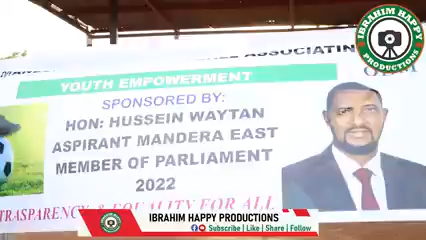 IBRAHIM HAPPY
PRODUCTIONS
ASSOCIATIN
YOUTH EMPOWERMENT
SPONSORED BY:
HON: HUSSEIN WAYTAN
ASPIRANT MANDERA EAST
MEMBER OF PARLIAMENT
2022
TRASPARENCY & EQUALITY FOR ALL
IBRAHIM HAPPY PRODUCTIONS
Subscribe | Like | Share | Follow